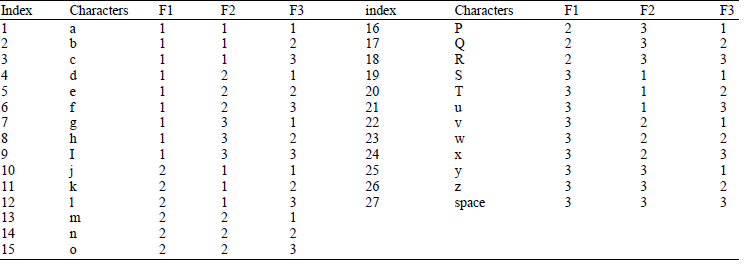 Index Characters F1 F2 F3 index Characters F1 F2 F3
1 a 1 1 1 16 P 2 3 1
2 b 1 1 2 17 Q 2 3 2
3 c 1 1 3 18 R 2 3 3
4 d 1 2 1 19 S 3 1 1
5 e 1 2 2 20 T 3 1 2
6 f 1 2 3 21 u 3 1 3
7 g 1 3 1 22 v 3 2 1
8 h 1 3 2 23 w 3 2 2
9 I 1 3 3 24 x 3 2 3
10 j 2 1 1 25 y 3 3 1
11 k 2 1 2 26 z 3 3 2
12 l 2 1 3 27 space 3 3 3
13 m 2 2 1
14 n 2 2 2
15 o 2 2 3